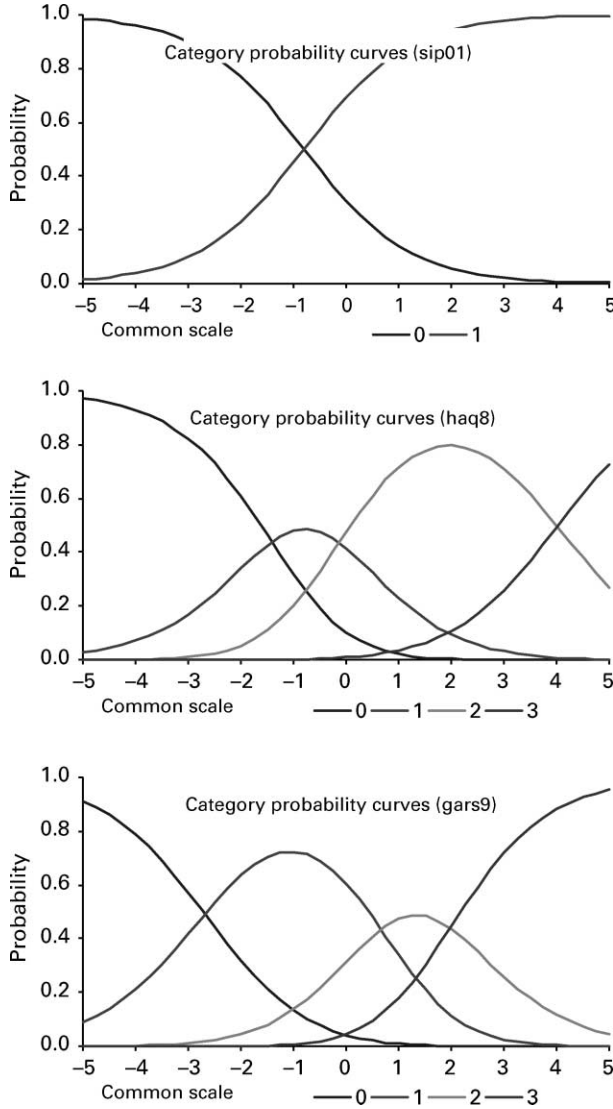 Category probability curves (sip01)
Probability
1.0
0.8
0.6
0.4
0.2
0.0
–5 –4 –3 –2 –1 0 1 2 3 4 5
Common scale
0 1
Category probability curves (haq8)
Probability
1.0
0.8
0.6
0.4
0.2
0.0
–5 –4 –3 –2 –1 0 1 2 3 4 5
Common scale
0 1 2 3
Category probability curves (gars9)
Probability
1.0
0.8
0.6
0.4
0.2
0.0
–5 –4 –3 –2 –1 0 1 2 3 4 5
Common scale
0 1 2 3